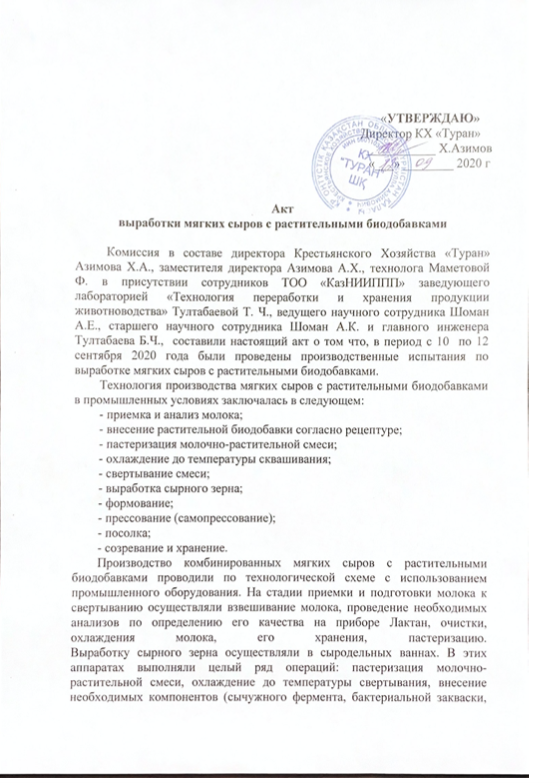 «УТВЕРЖДАЮ»
Директор КХ «Туран»
Х.Азимов
« » 09 2020 г
КХ
"ТУРАН"
ШҚ
Акт
выработки мягких сыров с растительными биодобавками
Комиссия в составе директора Крестьянского Хозяйства «Туран»
Азимова Х.А., заместителя директора Азимова А.Х., технолога Маметовой
Ф. в присутствии сотрудников ТОО «КазНИИППП» заведующего
лабораторией «Технология переработки и хранения продукции
животноводства» Тултабаевой Т. Ч., ведущего научного сотрудника Шоман
А.Е., старшего научного сотрудника Шоман А.К. и главного инженера
Тултабаева Б.Ч., составили настоящий акт о том что, в период с 10 по 12
сентября 2020 года были проведены производственные испытания по
выработке мягких сыров с растительными биодобавками.
Технология производства мягких сыров с растительными биодобавками
в промышленных условиях заключалась в следующем:
- приемка и анализ молока;
- внесение растительной биодобавки согласно рецептуре;
- пастеризация молочно-растительной смеси;
- охлаждение до температуры сквашивания;
- свертывание смеси;
- выработка сырного зерна;
- формование;
- прессование (самопрессование);
- посолка;
- созревание и хранение.
Производство комбинированных мягких сыров с растительными
биодобавками проводили по технологической схеме с использованием
промышленного оборудования. На стадии приемки и подготовки молока к
свертыванию осуществляли взвешивание молока, проведение необходимых
анализов по определению его качества на приборе Лактан, очистки,
охлаждения молока, его хранения, пастеризацию.
Выработку сырного зерна осуществляли в сыродельных ваннах. В этих
аппаратах выполняли целый ряд операций: пастеризация молочно-
растительной смеси, охлаждение до температуры свертывания, внесение
необходимых компонентов (сычужного фермента, бактериальной закваски,